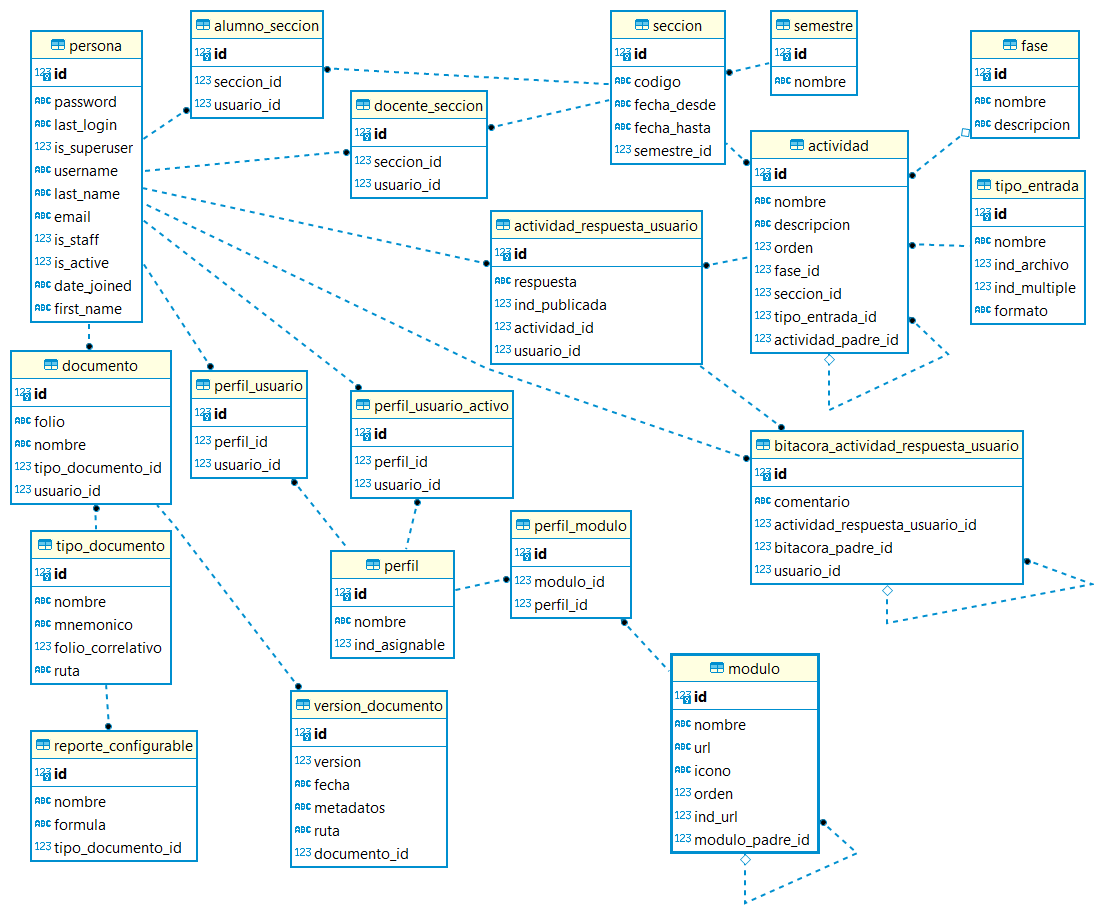 persona
id
password
last_login
is_superuser
username
last_name
email
is_staff
is_active
date_joined
first_name
alumno_seccion
id
seccion_id
usuario_id
docente_seccion
id
seccion_id
usuario_id
seccion
id
codigo
fecha_desde
fecha_hasta
semestre_id
semestre
id
nombre
fase
id
nombre
descripcion
actividad
id
nombre
descripcion
orden
fase_id
seccion_id
tipo_entrada_id
actividad_padre_id
tipo_entrada
id
nombre
ind_archivo
ind_multiple
formato
actividad_respuesta_usuario
id
respuesta
ind_publicada
actividad_id
usuario_id
documento
id
folio
nombre
tipo_documento_id
usuario_id
perfil_usuario
id
perfil_id
usuario_id
perfil_usuario_activo
id
perfil_id
usuario_id
bitacora_actividad_respuesta_usuario
id
comentario
actividad_respuesta_usuario_id
bitacora_padre_id
usuario_id
tipo_documento
id
nombre
mnemonico
folio_correlativo
ruta
perfil
id
nombre
ind_asignable
perfil_modulo
id
modulo_id
perfil_id
modulo
id
nombre
url
icono
orden
ind_url
modulo_padre_id
version_documento
id
version
fecha
metadatos
ruta
documento_id
reporte_configurable
id
nombre
formula
tipo_documento_id